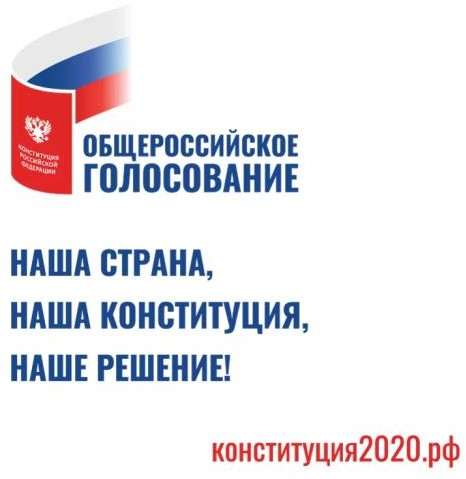 КОНСТИТУЦИЯ
РОССИЙСКОЙ
ФЕДЕРАЦИИ
ОБЩЕРОССИЙСКОЕ
ГОЛОСОВАНИЕ
НАША СТРАНА,
НАША КОНСТИТУЦИЯ,
НАШЕ РЕШЕНИЕ!
конституция2020.рф